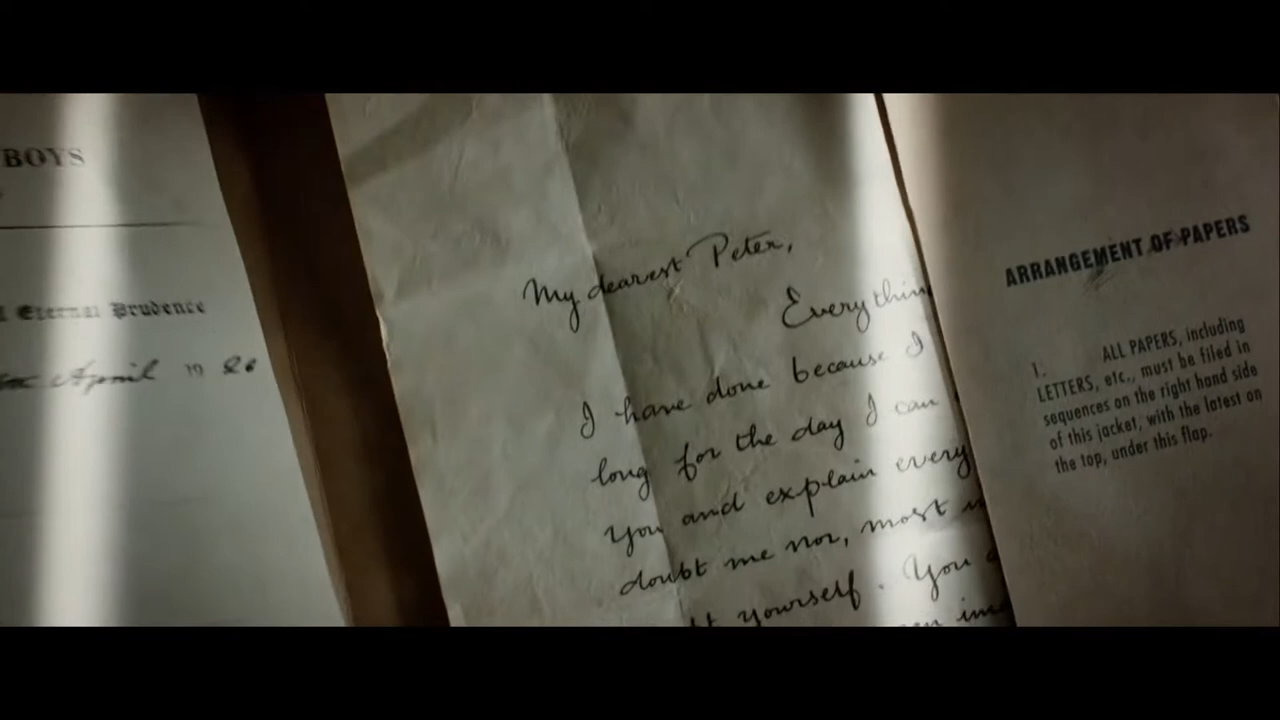 BOYS
Eternal Prudence
April 19 26
My dearest Peter,
Everythin
I have done because I
long for the day I can
you and explain every
doubt me nor, most
yourself. You
ARRANGEMENT OF PAPERS
1. ALL PAPERS, including
LETTERS, etc., must be filed in
sequences on the right hand side
of this jacket, with the latest on
the top, under this flap.